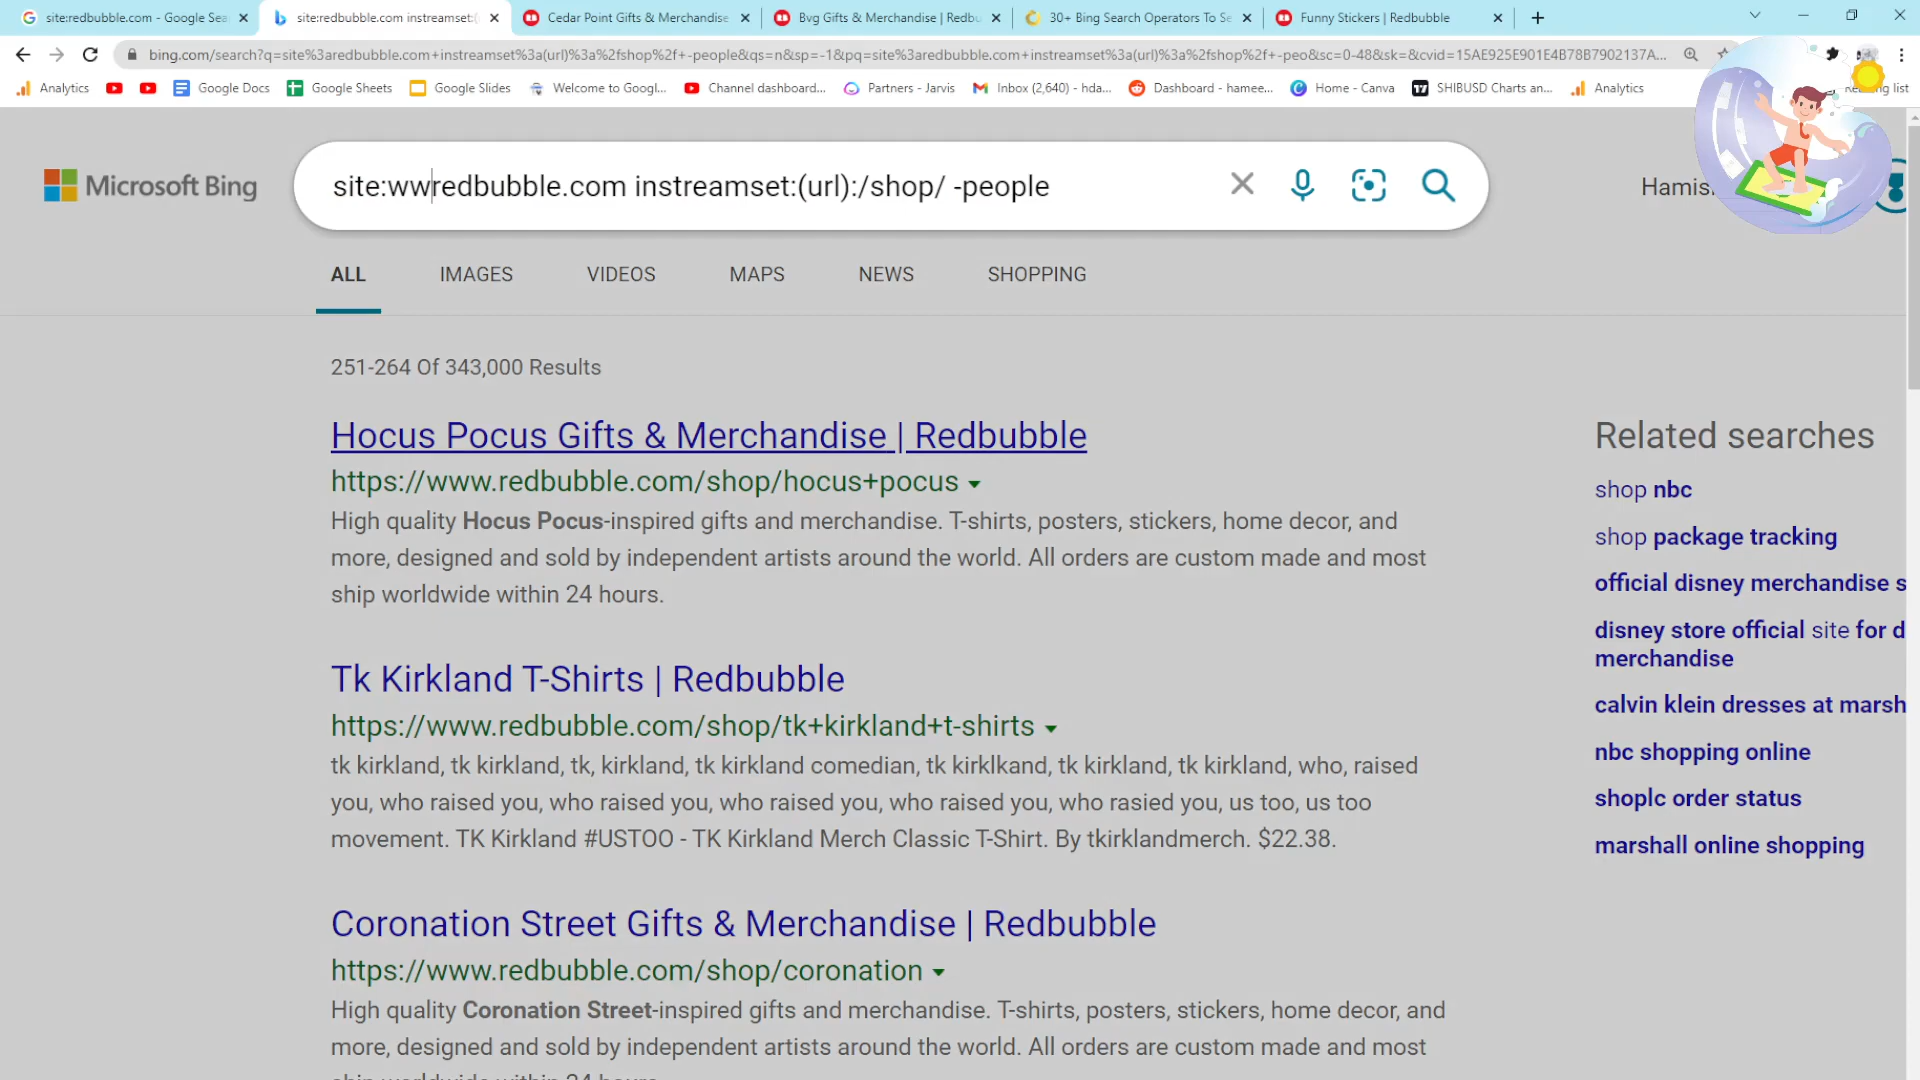 site:redbubble.com - Google Sea
site:redbubble.com instreamset:(
Cedar Point Gifts & Merchandise
Bvg Gifts & Merchandise | Redbu
30+ Bing Search Operators To Se
Funny Stickers | Redbubble
bing.com/search?q=site%3aredbubble.com+instreamset%3a(url)%3a%2fshop%2f+-people&qs=n&sp=-1&pq=site%3aredbubble.com+instreamset%3a(url)%3a%2fshop%2f+-peo&sc=0-48&sk=&cvid=15AE925E901E4B78B7902137A...
Analytics
Google Docs
Google Sheets
Google Slides
Welcome to Googl...
Channel dashboard...
Partners - Jarvis
Inbox (2,640) - hda...
Dashboard - hamee...
Home - Canva
SHIBUSD Charts an...
Analytics
Reading list
Microsoft Bing
site:wwredbubble.com instreamset:(url):/shop/ -people
ALL
IMAGES
VIDEOS
MAPS
NEWS
SHOPPING
251-264 Of 343,000 Results
Hocus Pocus Gifts & Merchandise | Redbubble
https://www.redbubble.com/shop/hocus+pocus
High quality Hocus Pocus-inspired gifts and merchandise. T-shirts, posters, stickers, home decor, and
more, designed and sold by independent artists around the world. All orders are custom made and most
ship worldwide within 24 hours.
Tk Kirkland T-Shirts | Redbubble
https://www.redbubble.com/shop/tk+kirkland+t-shirts
tk kirkland, tk kirkland, tk, kirkland, tk kirkland comedian, tk kirklkand, tk kirkland, tk kirkland, who, raised
you, who raised you, who raised you, who raised you, who raised you, who rasied you, us too, us too
movement. TK Kirkland #USTOO - TK Kirkland Merch Classic T-Shirt. By tkirklandmerch. $22.38.
Coronation Street Gifts & Merchandise | Redbubble
https://www.redbubble.com/shop/coronation
High quality Coronation Street-inspired gifts and merchandise. T-shirts, posters, stickers, home decor, and
more, designed and sold by independent artists around the world. All orders are custom made and most
ship worldwide within 24 hours.
Related searches
shop nbc
shop package tracking
official disney merchandise s
disney store official site for d
merchandise
calvin klein dresses at marsh
nbc shopping online
shoplc order status
marshall online shopping